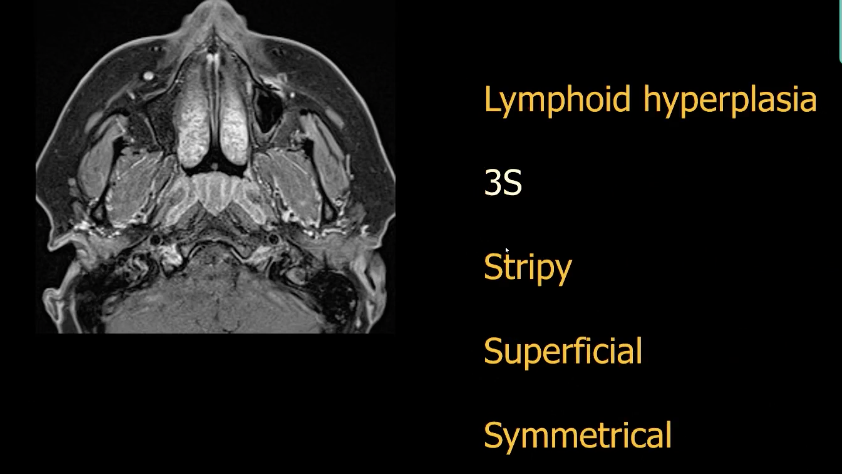 Lymphoid hyperplasia
3S
Stripy
Superficial
Symmetrical